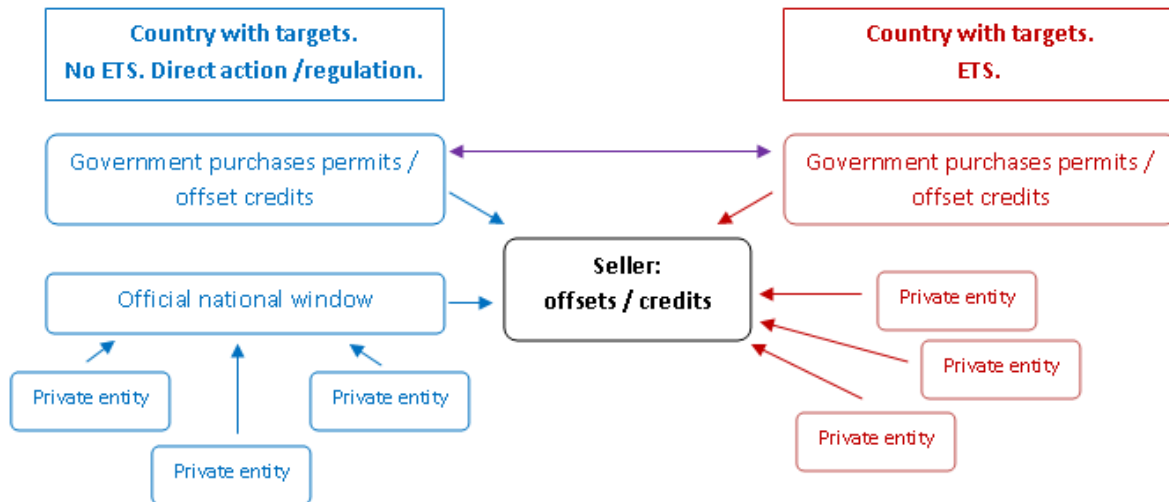 Country with targets.
No ETS. Direct action /regulation.
Country with targets.
ETS.
Government purchases permits /
offset credits
Government purchases permits /
offset credits
Seller:
offsets / credits
Official national window
Private entity
Private entity
Private entity
Private entity
Private entity
Private entity